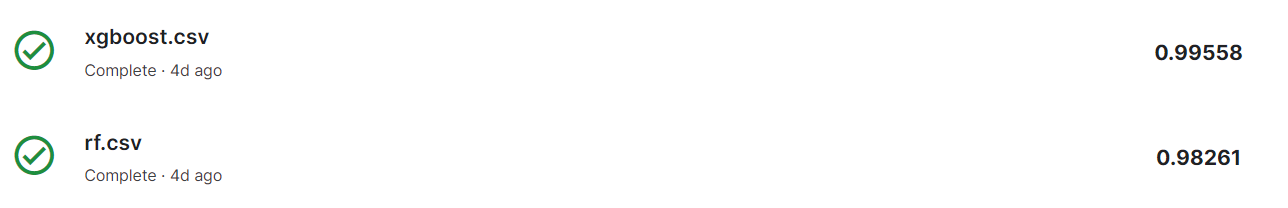 xgboost.csv
Complete · 4d ago
0.99558
rf.csv
Complete · 4d ago
0.98261